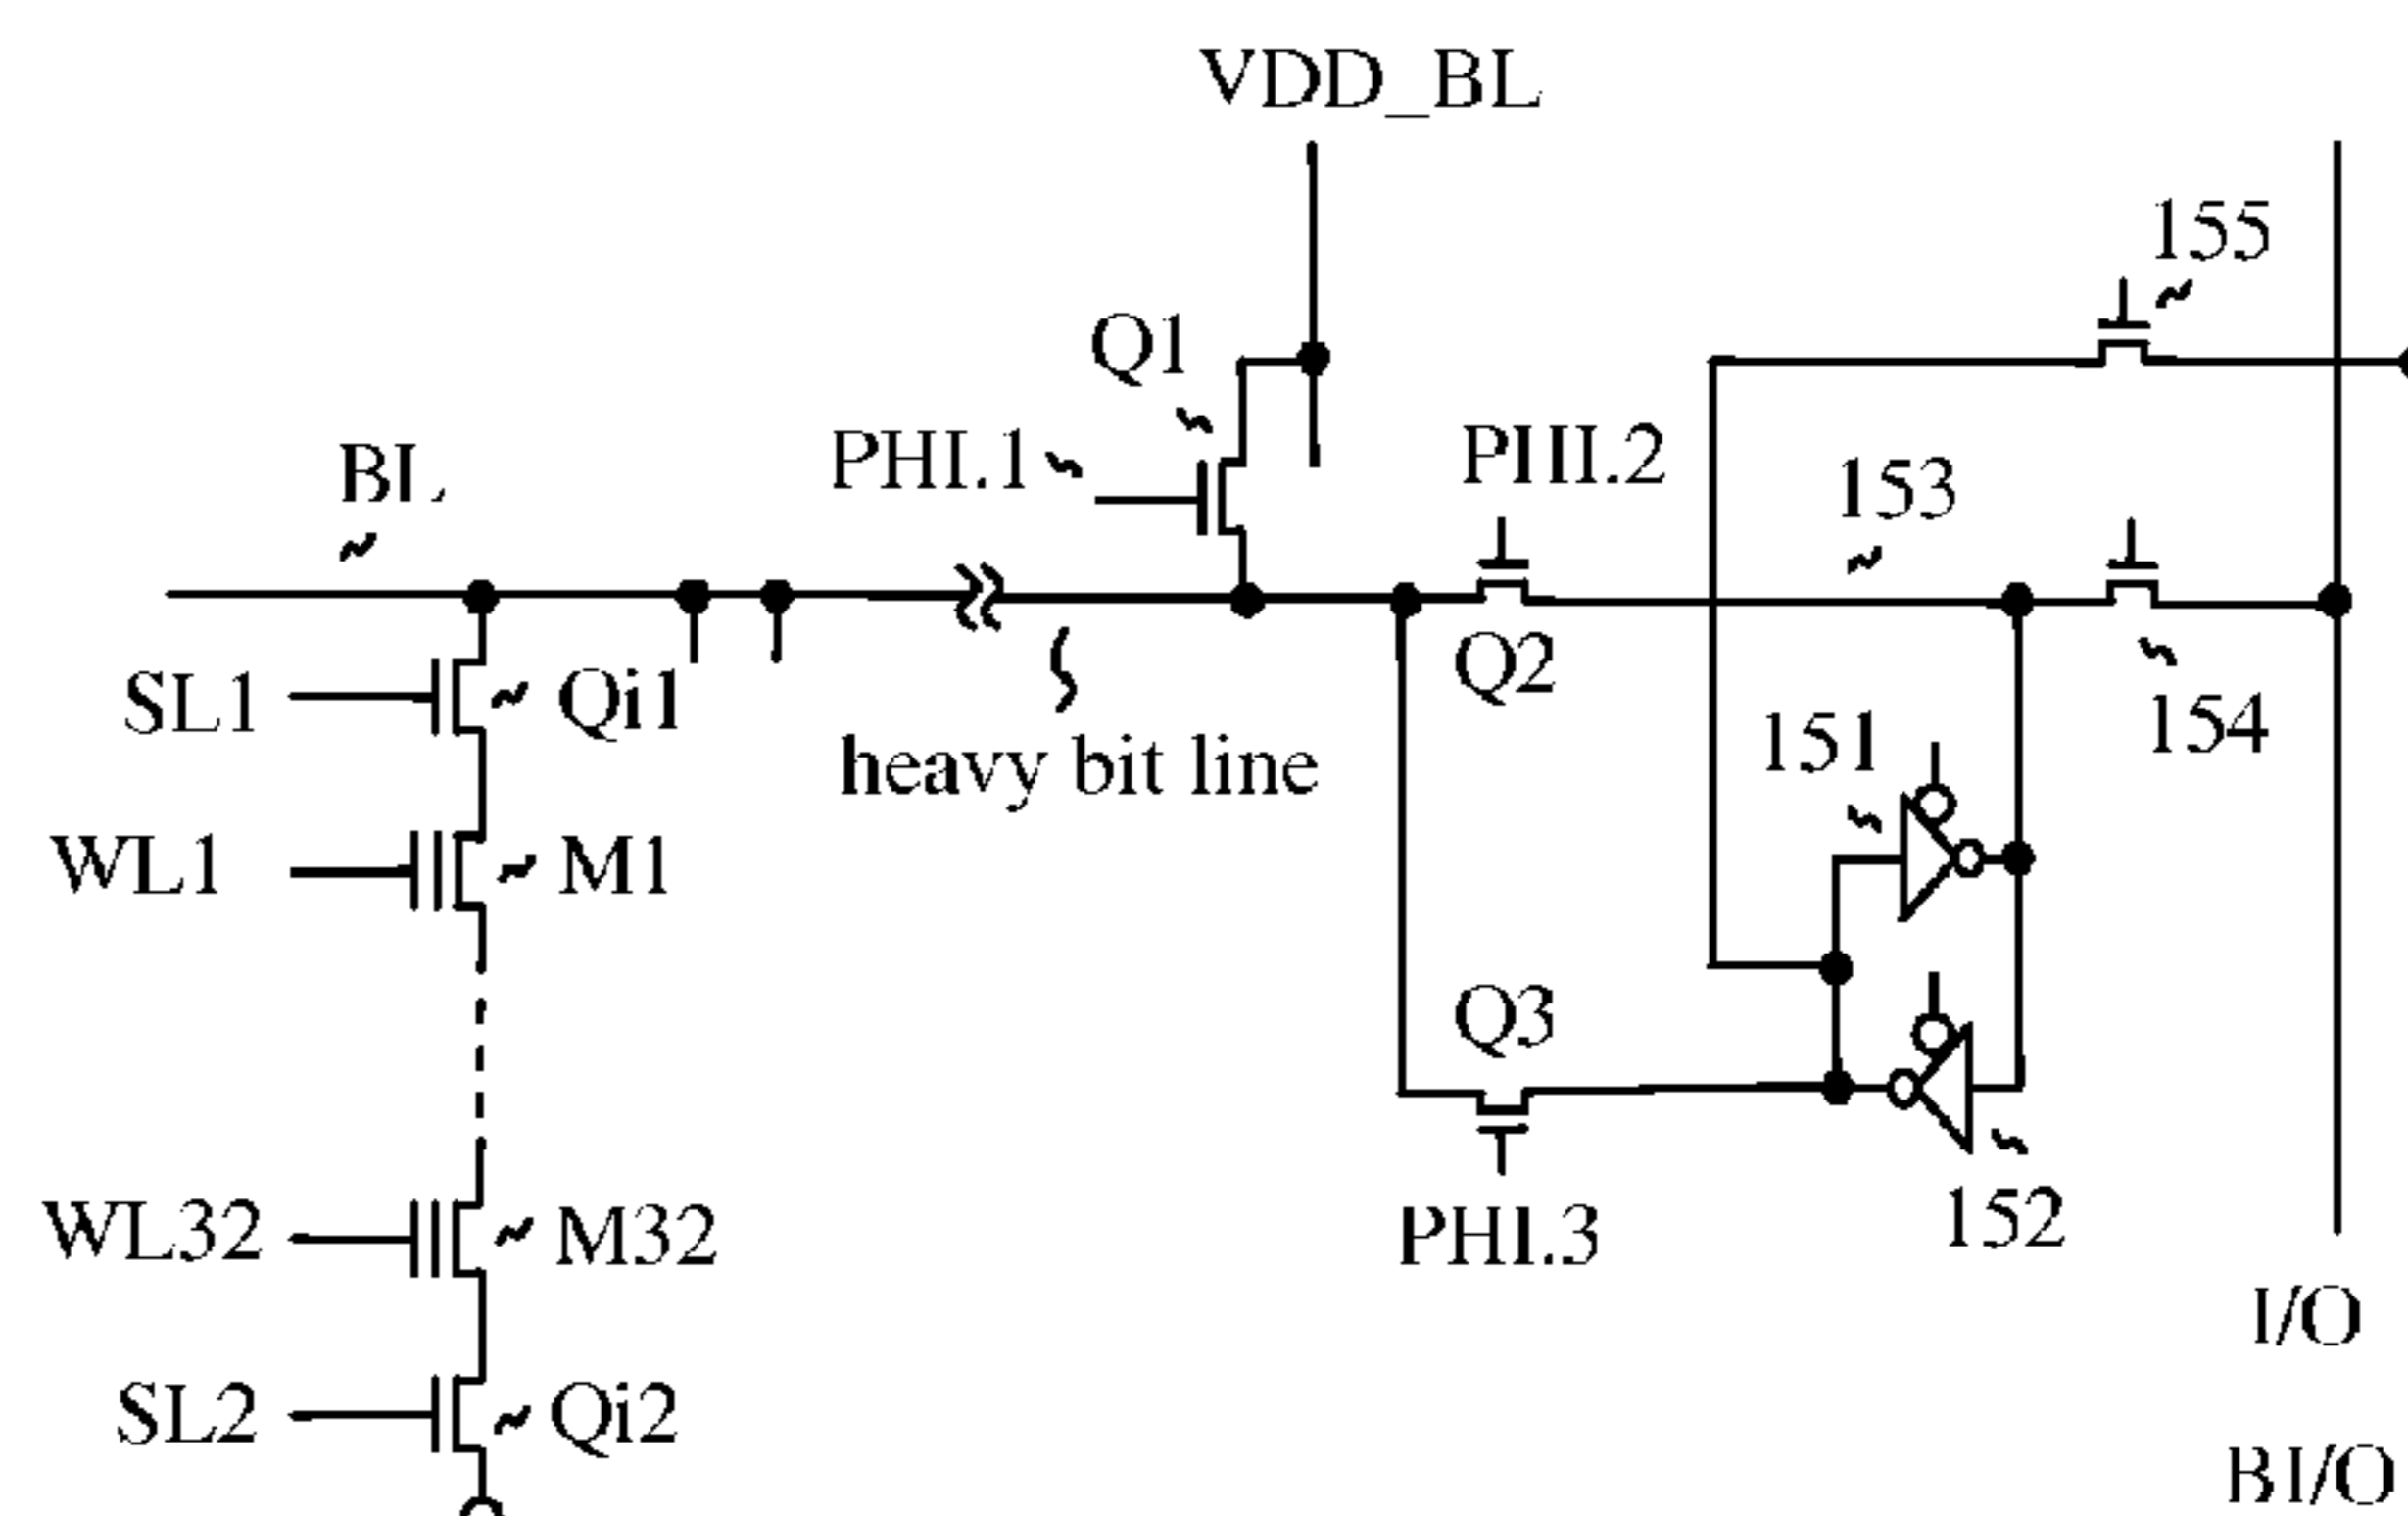 VDD_BL
155
Q1
PHI.1
PHI.2
BL
153
SL1
Qi1
Q2
154
151
heavy bit line
WL1
M1
Q3
152
WL32
M32
PHI.3
I/O
SL2
Qi2
BI/O